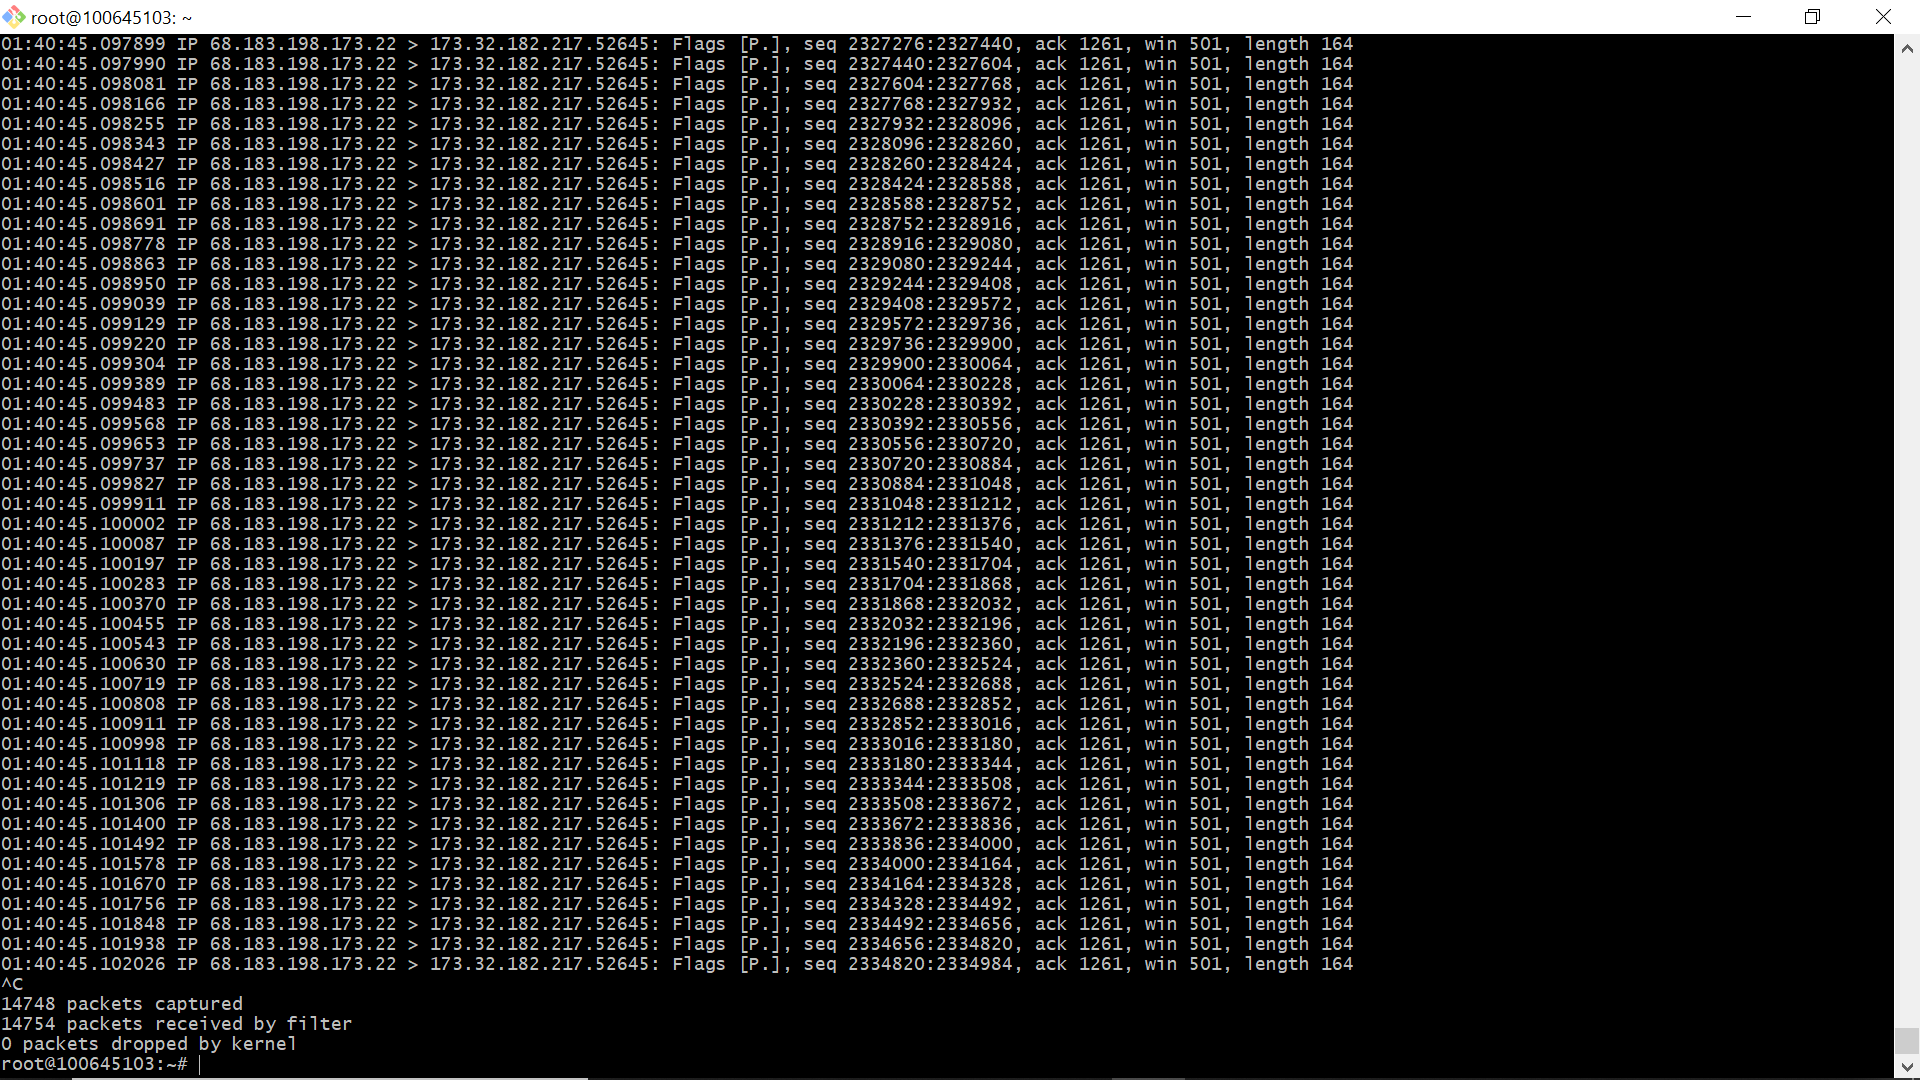 root@100645103: ~
01:40:45.097899 IP 68.183.198.173.22 > 173.32.182.217.52645: Flags [P.], seq 2327276:2327440, ack 1261, win 501, length 164
01:40:45.097990 IP 68.183.198.173.22 > 173.32.182.217.52645: Flags [P.], seq 2327440:2327604, ack 1261, win 501, length 164
01:40:45.098081 IP 68.183.198.173.22 > 173.32.182.217.52645: Flags [P.], seq 2327604:2327768, ack 1261, win 501, length 164
01:40:45.098166 IP 68.183.198.173.22 > 173.32.182.217.52645: Flags [P.], seq 2327768:2327932, ack 1261, win 501, length 164
01:40:45.098255 IP 68.183.198.173.22 > 173.32.182.217.52645: Flags [P.], seq 2327932:2328096, ack 1261, win 501, length 164
01:40:45.098343 IP 68.183.198.173.22 > 173.32.182.217.52645: Flags [P.], seq 2328096:2328260, ack 1261, win 501, length 164
01:40:45.098427 IP 68.183.198.173.22 > 173.32.182.217.52645: Flags [P.], seq 2328260:2328424, ack 1261, win 501, length 164
01:40:45.098516 IP 68.183.198.173.22 > 173.32.182.217.52645: Flags [P.], seq 2328424:2328588, ack 1261, win 501, length 164
01:40:45.098601 IP 68.183.198.173.22 > 173.32.182.217.52645: Flags [P.], seq 2328588:2328752, ack 1261, win 501, length 164
01:40:45.098691 IP 68.183.198.173.22 > 173.32.182.217.52645: Flags [P.], seq 2328752:2328916, ack 1261, win 501, length 164
01:40:45.098778 IP 68.183.198.173.22 > 173.32.182.217.52645: Flags [P.], seq 2328916:2329080, ack 1261, win 501, length 164
01:40:45.098863 IP 68.183.198.173.22 > 173.32.182.217.52645: Flags [P.], seq 2329080:2329244, ack 1261, win 501, length 164
01:40:45.098950 IP 68.183.198.173.22 > 173.32.182.217.52645: Flags [P.], seq 2329244:2329408, ack 1261, win 501, length 164
01:40:45.099039 IP 68.183.198.173.22 > 173.32.182.217.52645: Flags [P.], seq 2329408:2329572, ack 1261, win 501, length 164
01:40:45.099129 IP 68.183.198.173.22 > 173.32.182.217.52645: Flags [P.], seq 2329572:2329736, ack 1261, win 501, length 164
01:40:45.099220 IP 68.183.198.173.22 > 173.32.182.217.52645: Flags [P.], seq 2329736:2329900, ack 1261, win 501, length 164
01:40:45.099304 IP 68.183.198.173.22 > 173.32.182.217.52645: Flags [P.], seq 2329900:2330064, ack 1261, win 501, length 164
01:40:45.099389 IP 68.183.198.173.22 > 173.32.182.217.52645: Flags [P.], seq 2330064:2330228, ack 1261, win 501, length 164
01:40:45.099483 IP 68.183.198.173.22 > 173.32.182.217.52645: Flags [P.], seq 2330228:2330392, ack 1261, win 501, length 164
01:40:45.099568 IP 68.183.198.173.22 > 173.32.182.217.52645: Flags [P.], seq 2330392:2330556, ack 1261, win 501, length 164
01:40:45.099653 IP 68.183.198.173.22 > 173.32.182.217.52645: Flags [P.], seq 2330556:2330720, ack 1261, win 501, length 164
01:40:45.099737 IP 68.183.198.173.22 > 173.32.182.217.52645: Flags [P.], seq 2330720:2330884, ack 1261, win 501, length 164
01:40:45.099827 IP 68.183.198.173.22 > 173.32.182.217.52645: Flags [P.], seq 2330884:2331048, ack 1261, win 501, length 164
01:40:45.099911 IP 68.183.198.173.22 > 173.32.182.217.52645: Flags [P.], seq 2331048:2331212, ack 1261, win 501, length 164
01:40:45.100002 IP 68.183.198.173.22 > 173.32.182.217.52645: Flags [P.], seq 2331212:2331376, ack 1261, win 501, length 164
01:40:45.100087 IP 68.183.198.173.22 > 173.32.182.217.52645: Flags [P.], seq 2331376:2331540, ack 1261, win 501, length 164
01:40:45.100197 IP 68.183.198.173.22 > 173.32.182.217.52645: Flags [P.], seq 2331540:2331704, ack 1261, win 501, length 164
01:40:45.100283 IP 68.183.198.173.22 > 173.32.182.217.52645: Flags [P.], seq 2331704:2331868, ack 1261, win 501, length 164
01:40:45.100370 IP 68.183.198.173.22 > 173.32.182.217.52645: Flags [P.], seq 2331868:2332032, ack 1261, win 501, length 164
01:40:45.100455 IP 68.183.198.173.22 > 173.32.182.217.52645: Flags [P.], seq 2332032:2332196, ack 1261, win 501, length 164
01:40:45.100543 IP 68.183.198.173.22 > 173.32.182.217.52645: Flags [P.], seq 2332196:2332360, ack 1261, win 501, length 164
01:40:45.100630 IP 68.183.198.173.22 > 173.32.182.217.52645: Flags [P.], seq 2332360:2332524, ack 1261, win 501, length 164
01:40:45.100719 IP 68.183.198.173.22 > 173.32.182.217.52645: Flags [P.], seq 2332524:2332688, ack 1261, win 501, length 164
01:40:45.100808 IP 68.183.198.173.22 > 173.32.182.217.52645: Flags [P.], seq 2332688:2332852, ack 1261, win 501, length 164
01:40:45.100911 IP 68.183.198.173.22 > 173.32.182.217.52645: Flags [P.], seq 2332852:2333016, ack 1261, win 501, length 164
01:40:45.100998 IP 68.183.198.173.22 > 173.32.182.217.52645: Flags [P.], seq 2333016:2333180, ack 1261, win 501, length 164
01:40:45.101118 IP 68.183.198.173.22 > 173.32.182.217.52645: Flags [P.], seq 2333180:2333344, ack 1261, win 501, length 164
01:40:45.101219 IP 68.183.198.173.22 > 173.32.182.217.52645: Flags [P.], seq 2333344:2333508, ack 1261, win 501, length 164
01:40:45.101306 IP 68.183.198.173.22 > 173.32.182.217.52645: Flags [P.], seq 2333508:2333672, ack 1261, win 501, length 164
01:40:45.101400 IP 68.183.198.173.22 > 173.32.182.217.52645: Flags [P.], seq 2333672:2333836, ack 1261, win 501, length 164
01:40:45.101492 IP 68.183.198.173.22 > 173.32.182.217.52645: Flags [P.], seq 2333836:2334000, ack 1261, win 501, length 164
01:40:45.101578 IP 68.183.198.173.22 > 173.32.182.217.52645: Flags [P.], seq 2334000:2334164, ack 1261, win 501, length 164
01:40:45.101670 IP 68.183.198.173.22 > 173.32.182.217.52645: Flags [P.], seq 2334164:2334328, ack 1261, win 501, length 164
01:40:45.101756 IP 68.183.198.173.22 > 173.32.182.217.52645: Flags [P.], seq 2334328:2334492, ack 1261, win 501, length 164
01:40:45.101848 IP 68.183.198.173.22 > 173.32.182.217.52645: Flags [P.], seq 2334492:2334656, ack 1261, win 501, length 164
01:40:45.101938 IP 68.183.198.173.22 > 173.32.182.217.52645: Flags [P.], seq 2334656:2334820, ack 1261, win 501, length 164
01:40:45.102026 IP 68.183.198.173.22 > 173.32.182.217.52645: Flags [P.], seq 2334820:2334984, ack 1261, win 501, length 164
^C
14748 packets captured
14754 packets received by filter
0 packets dropped by kernel
root@100645103:~#